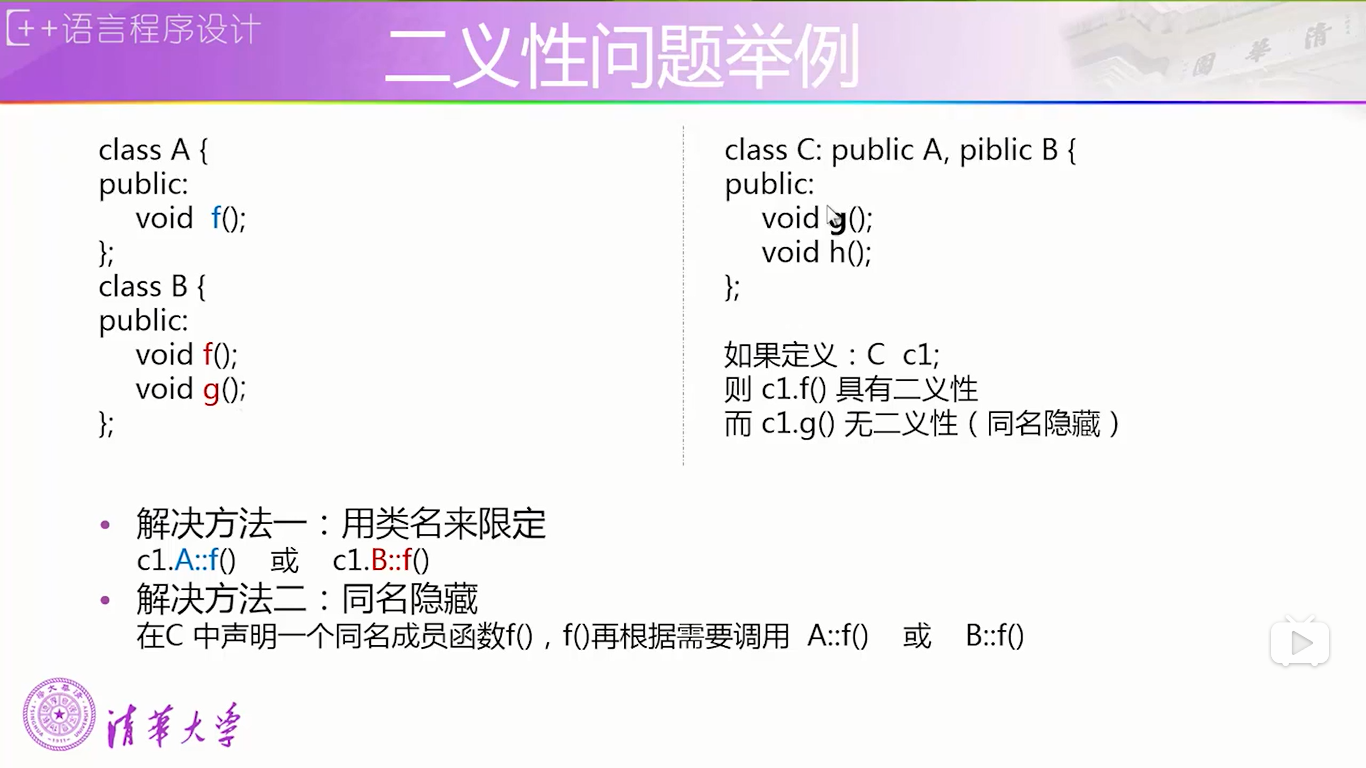 C++语言程序设计
二义性问题举例
清華園
class A {
public:
void f();
};
class B {
public:
void f();
void g();
};
class C: public A, piblic B {
public:
void g();
void h();
};
如果定义：C c1;
则 c1.f() 具有二义性
而 c1.g() 无二义性（同名隐藏）
• 解决方法一：用类名来限定
c1.A::f() 或 c1.B::f()
• 解决方法二：同名隐藏
在C 中声明一个同名成员函数f()，f()再根据需要调用 A::f() 或 B::f()
清華大学